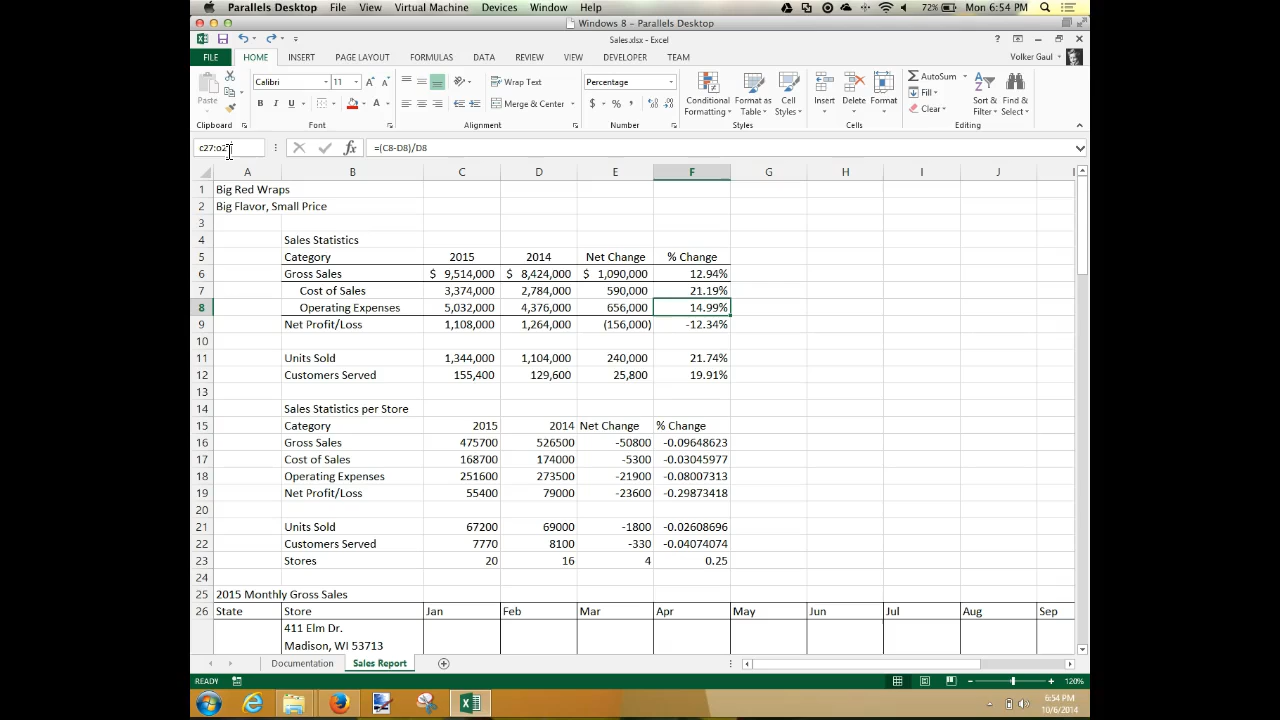 Parallels Desktop File View Virtual Machine Devices Window Help 72% Mon 6:54 PM
Windows 8 - Parallels Desktop
Sales.xlsx - Excel
FILE HOME INSERT PAGE LAYOUT FORMULAS DATA REVIEW VIEW DEVELOPER TEAM Volker Gaul
Calibri 11 Wrap Text Percentage AutoSum
Paste Conditional Format as Cell Insert Delete Format Fill Sort & Find &
B I U Merge & Center $ % Formatting Table Styles Clear Filter Select
Clipboard Font Alignment Number Styles Cells Editing
=(C8-D8)/D8
A B C D E F G H I J
1 Big Red Wraps
2 Big Flavor, Small Price
3
4 Sales Statistics
5 Category 2015 2014 Net Change % Change
6 Gross Sales $ 9,514,000 $ 8,424,000 $ 1,090,000 12.94%
7 Cost of Sales 3,374,000 2,784,000 590,000 21.19%
8 Operating Expenses 5,032,000 4,376,000 656,000 14.99%
9 Net Profit/Loss 1,108,000 1,264,000 (156,000) -12.34%
10
11 Units Sold 1,344,000 1,104,000 240,000 21.74%
12 Customers Served 155,400 129,600 25,800 19.91%
13
14 Sales Statistics per Store
15 Category 2015 2014 Net Change % Change
16 Gross Sales 475700 526500 -50800 -0.09648623
17 Cost of Sales 168700 174000 -5300 -0.03045977
18 Operating Expenses 251600 273500 -21900 -0.08007313
19 Net Profit/Loss 55400 79000 -23600 -0.29873418
20
21 Units Sold 67200 69000 -1800 -0.02608696
22 Customers Served 7770 8100 -330 -0.04074074
23 Stores 20 16 4 0.25
24
25 2015 Monthly Gross Sales
26 State Store Jan Feb Mar Apr May Jun Jul Aug Sep
411 Elm Dr.
Madison, WI 53713
Documentation Sales Report
READY 120%
6:54 PM
10/6/2014